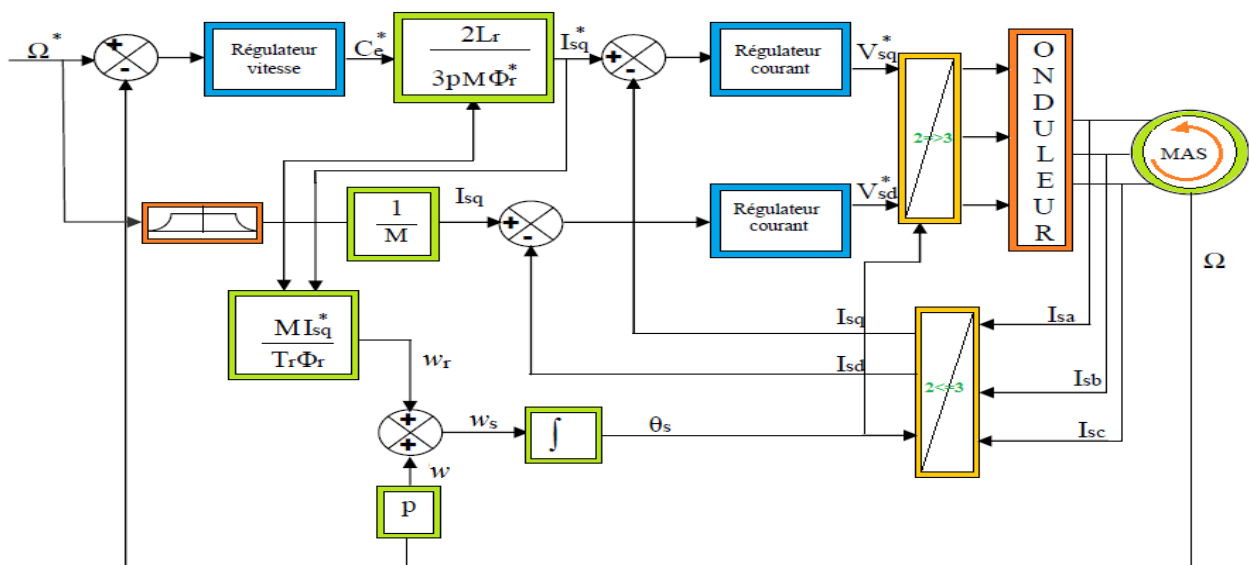 Ω*
+
-
Régulateur
vitesse
Ce*
2Lr
3pMΦr*
Isq*
+
-
Régulateur
courant
Vsq*
2=>3
ONDULEUR
MAS
1
M
Isq
+
-
Régulateur
courant
Vsd*
Ω
MIsq*
TrΦr
wr
Isq
Isd
2<=3
Isa
Isb
Isc
+
+
ws
∫
θs
w
p